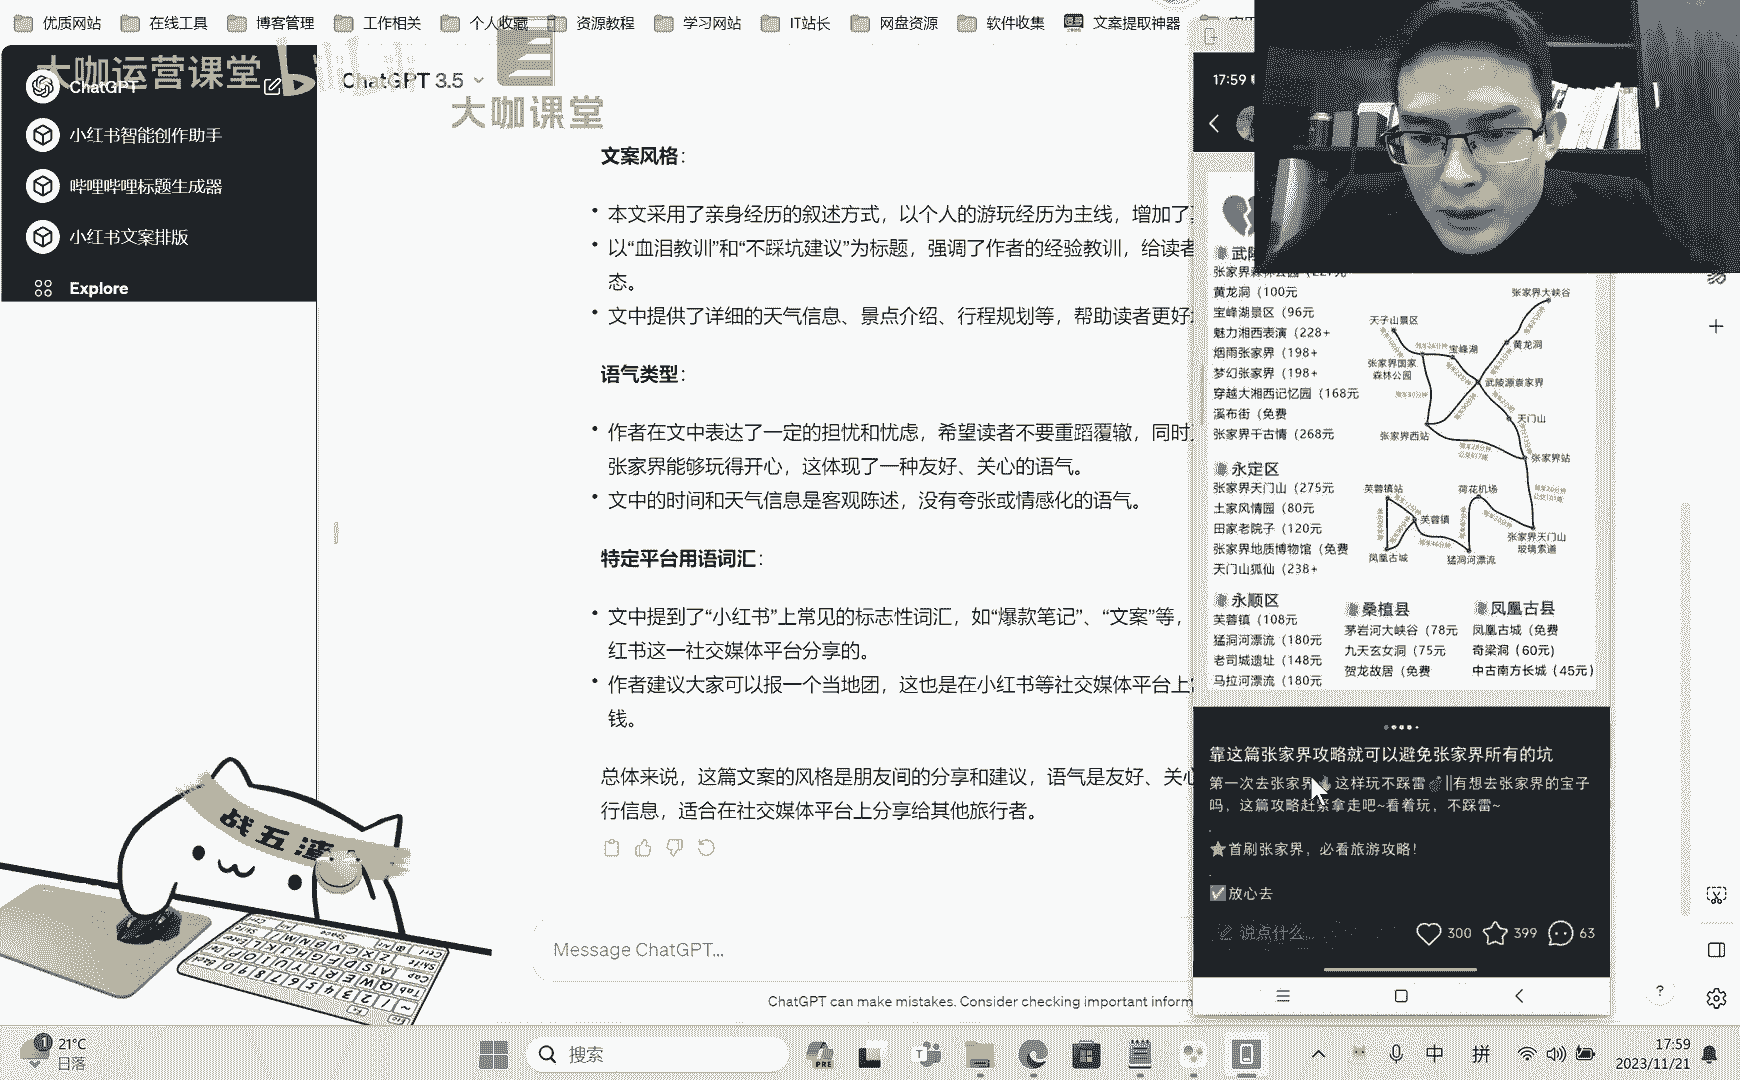 优质网站
在线工具
博客管理
工作相关
个人收藏
资源教程
学习网站
IT站长
网盘资源
软件收集
文案提取神器
大咖运营课堂
ChatGPT
小红书智能创作助手
哔哩哔哩标题生成器
小红书文案排版
Explore
ChatGPT 3.5
大咖课堂
文案风格：
本文采用了亲身经历的叙述方式，以个人的游玩经历为主线，增加了
以“血泪教训”和“不踩坑建议”为标题，强调了作者的经验教训，给读者
态。
文中提供了详细的天气信息、景点介绍、行程规划等，帮助读者更好
语气类型：
作者在文中表达了一定的担忧和忧虑，希望读者不要重蹈覆辙，同时
张家界能够玩得开心，这体现了一种友好、关心的语气。
文中的时间和天气信息是客观陈述，没有夸张或情感化的语气。
特定平台用语词汇：
文中提到了“小红书”上常见的标志性词汇，如“爆款笔记”、“文案”等，
红书这一社交媒体平台分享的。
作者建议大家可以报一个当地团，这也是在小红书等社交媒体平台上
钱。
总体来说，这篇文案的风格是朋友间的分享和建议，语气是友好、关心
行信息，适合在社交媒体平台上分享给其他旅行者。
Message ChatGPT...
ChatGPT can make mistakes. Consider checking important inform
17:59
黄龙洞（100元
宝峰湖景区（96元
魅力湘西表演（228+
烟雨张家界（198+
梦幻张家界（198+
穿越大湘西记忆园（168元
溪布街（免费
张家界千古情（268元
永定区
张家界天门山（275元
土家风情园（80元
田家老院子（120元
张家界地质博物馆（免费
天门山狐仙（238+
永顺区
芙蓉镇（108元
猛洞河漂流（180元
老司城遗址（148元
马拉河漂流（180元
桑植县
茅岩河大峡谷（78元
九天玄女洞（75元
贺龙故居（免费
凤凰古县
凤凰古城（免费
奇梁洞（60元）
中古南方长城（45元）
张家界大峡谷
天子山景区
宝峰湖
黄龙洞
张家界国家
森林公园
武陵源袁家界
天门山
张家界西站
张家界站
芙蓉镇站
荷花机场
芙蓉镇
凤凰古城
猛洞河漂流
张家界天门山
玻璃索道
靠这篇张家界攻略就可以避免张家界所有的坑
第一次去张家界这样玩不踩雷||有想去张家界的宝子
吗，这篇攻略赶紧拿走吧~看着玩，不踩雷~
首刷张家界，必看旅游攻略！
放心去
说点什么...
300
399
63
战五渣
21°C
日落
搜索
中
拼
17:59
2023/11/21